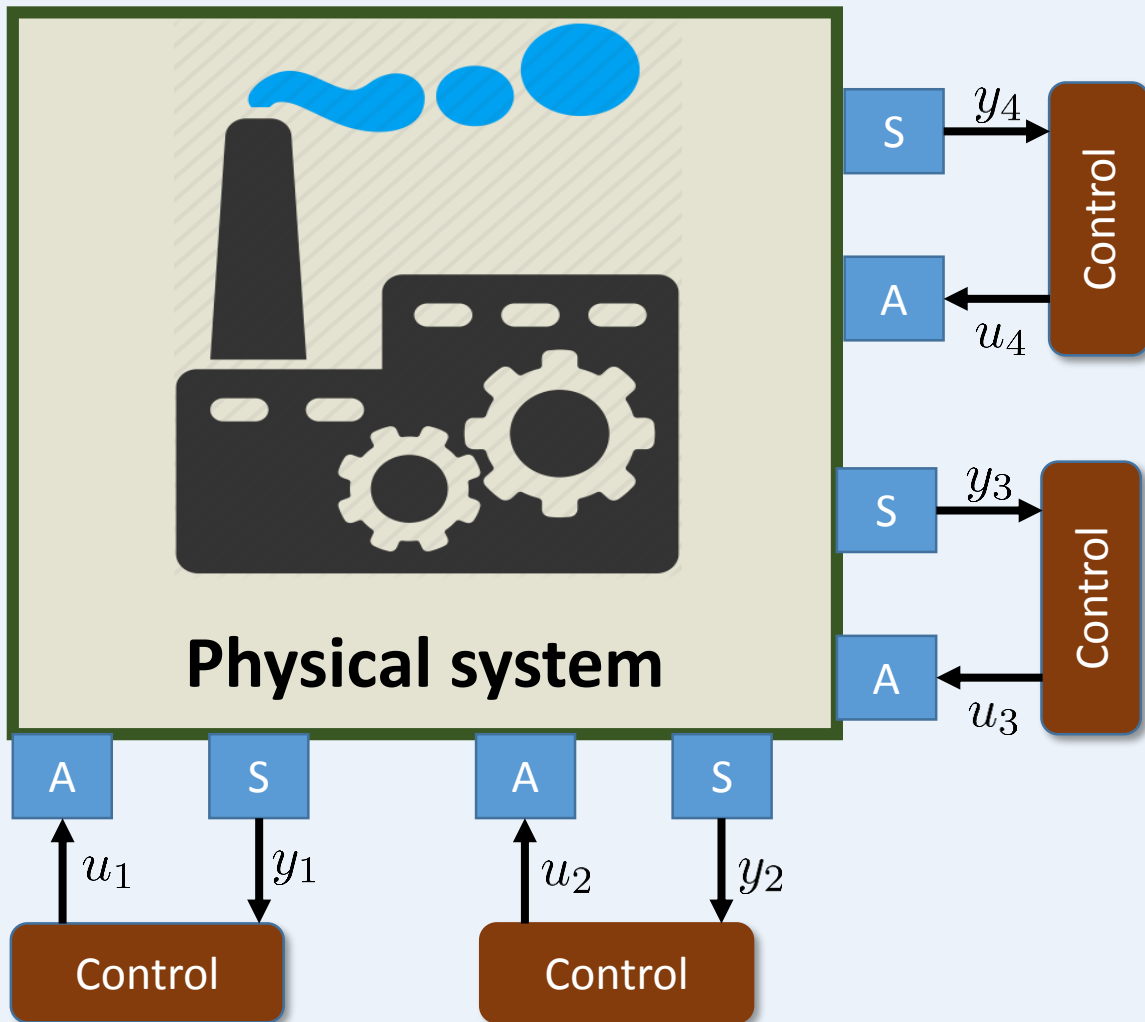 S
y₄
Control
A
u₄
S
y₃
Control
A
u₃
Physical system
A
S
A
S
u₁
y₁
u₂
y₂
Control
Control